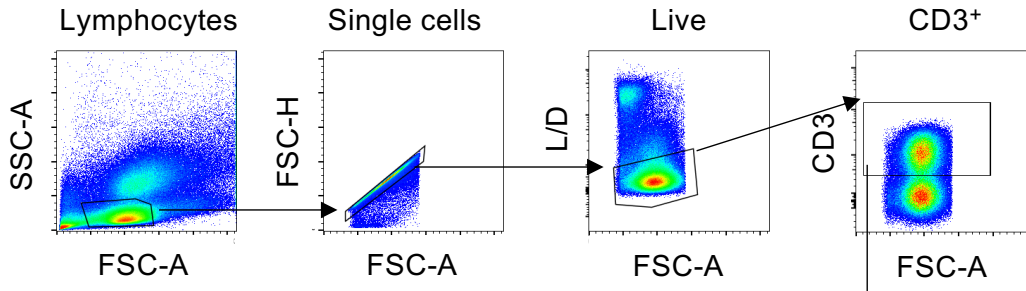 Lymphocytes
Single cells
Live
CD3⁺
SSC-A
FSC-H
L/D
CD3
FSC-A
FSC-A
FSC-A
FSC-A